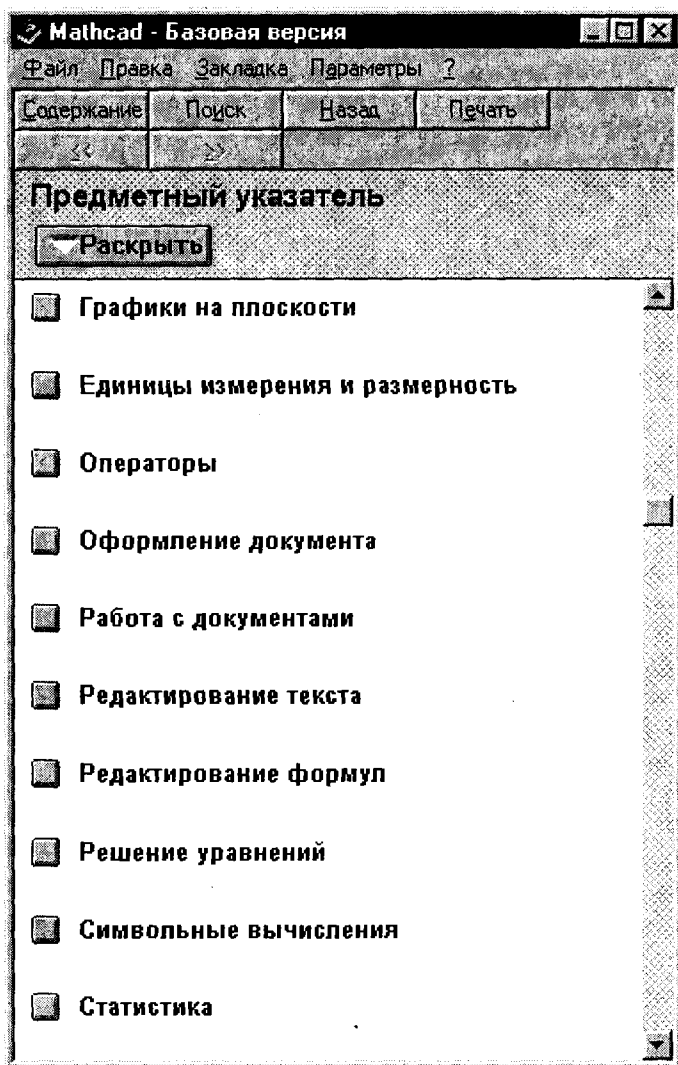 Mathcad - Базовая версия
Файл Правка Закладка Параметры ?
Содержание Поиск Назад Печать
<< >>
Предметный указатель
Раскрыть
Графики на плоскости
Единицы измерения и размерность
Операторы
Оформление документа
Работа с документами
Редактирование текста
Редактирование формул
Решение уравнений
Символьные вычисления
Статистика